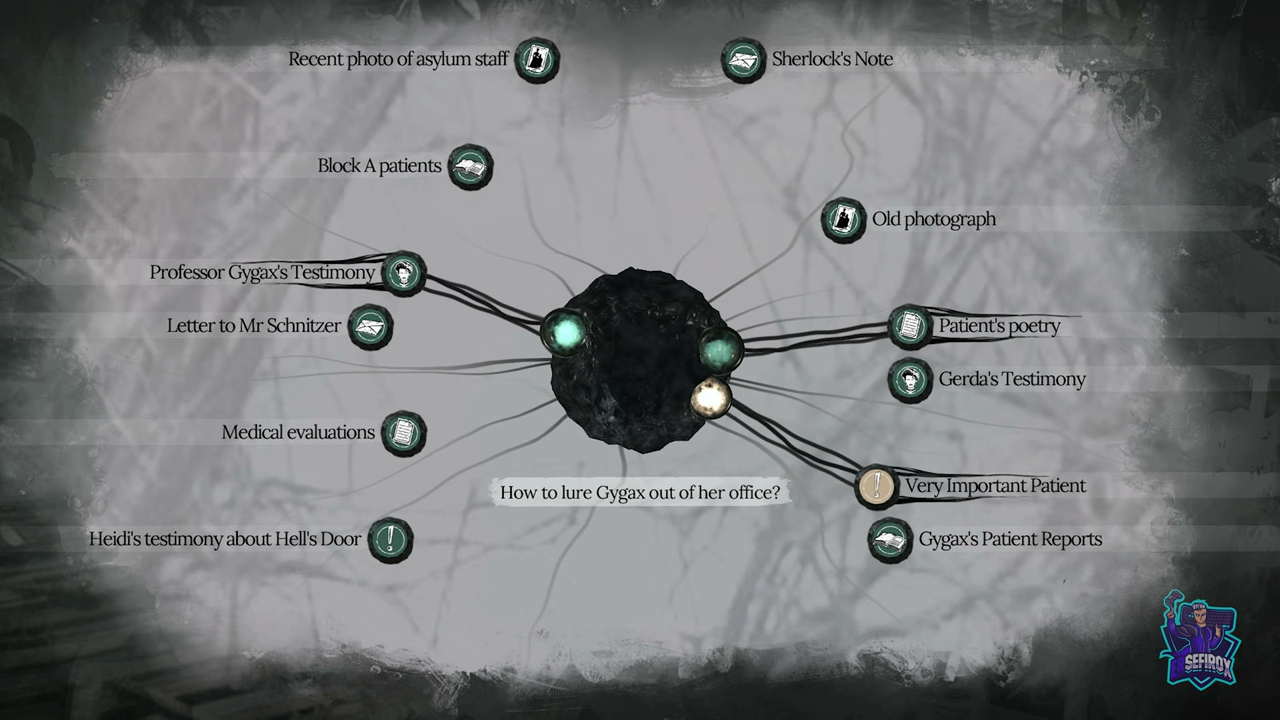 Recent photo of asylum staff
Sherlock's Note
Block A patients
Old photograph
Professor Gygax's Testimony
Letter to Mr Schnitzer
Patient's poetry
Gerda's Testimony
Medical evaluations
Very Important Patient
How to lure Gygax out of her office?
Heidi's testimony about Hell's Door
Gygax's Patient Reports
SEFIROX